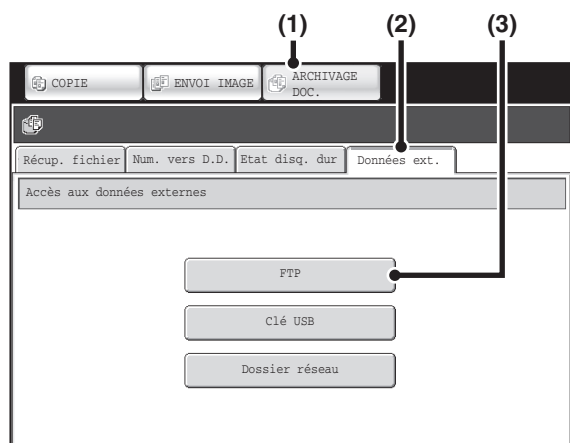 (1) (2) (3)
COPIE ENVOI IMAGE ARCHIVAGE
DOC.
Récup. fichier Num. vers D.D. Etat disq. dur Données ext.
Accès aux données externes
FTP
Clé USB
Dossier réseau